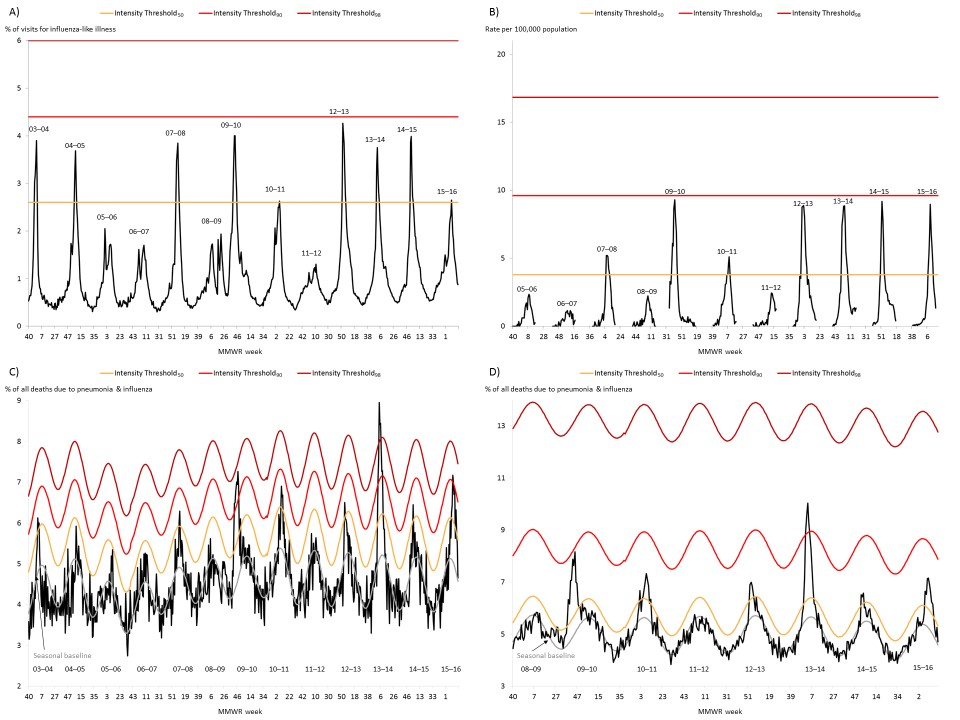 A)
Intensity Threshold50 Intensity Threshold90 Intensity Threshold98
% of visits for influenza-like illness
6
5
4
3
2
1
0
03–04
04–05
05–06
06–07
07–08
08–09
09–10
10–11
11–12
12–13
13–14
14–15
15–16
40 7 27 47 15 35 3 23 43 11 31 51 19 39 6 26 46 14 34 2 22 42 10 30 50 18 38 6 26 46 13 33 1
MMWR week
B)
Intensity Threshold50 Intensity Threshold90 Intensity Threshold98
Rate per 100,000 population
20
15
10
5
0
05–06
06–07
07–08
08–09
09–10
10–11
11–12
12–13
13–14
14–15
15–16
40 8 28 48 16 36 4 24 44 11 31 51 19 39 7 27 47 15 35 3 23 43 11 31 51 18 38 6
MMWR week
C)
Intensity Threshold50 Intensity Threshold90 Intensity Threshold98
% of all deaths due to pneumonia & influenza
9
8
7
6
5
4
3
2
Seasonal baseline
03–04 04–05 05–06 06–07 07–08 08–09 09–10 10–11 11–12 12–13 13–14 14–15 15–16
40 7 27 47 15 35 3 23 43 11 31 51 19 39 6 26 46 14 34 2 22 42 10 30 50 18 38 6 26 46 13 33 1
MMWR week
D)
Intensity Threshold50 Intensity Threshold90 Intensity Threshold98
% of all deaths due to pneumonia & influenza
13
11
9
7
5
3
Seasonal baseline
08–09 09–10 10–11 11–12 12–13 13–14 14–15 15–16
40 7 27 47 15 35 3 23 43 11 31 51 19 39 7 27 47 14 34 2
MMWR week